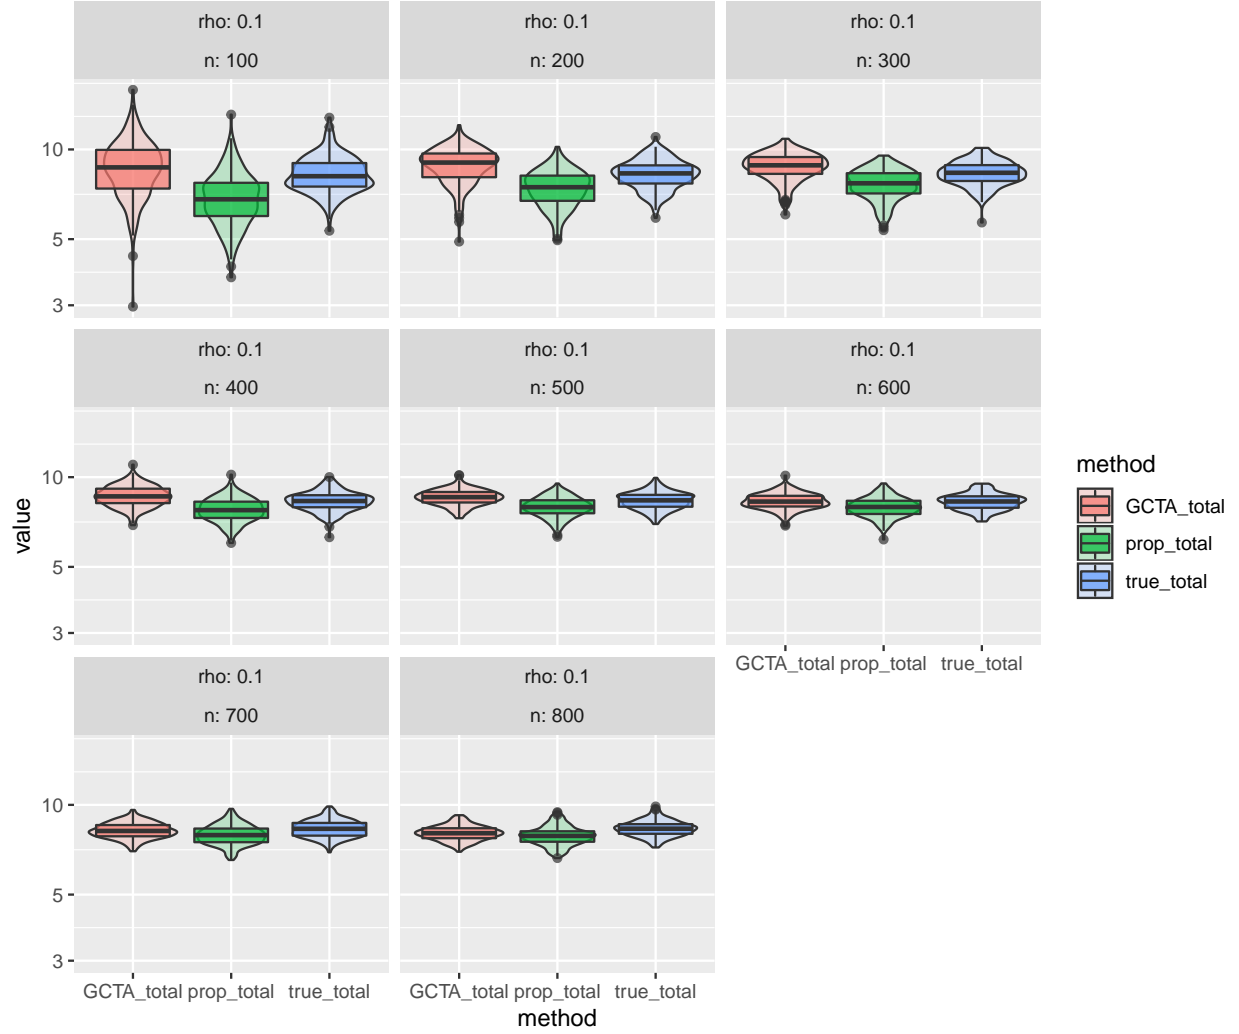 rho: 0.1
n: 100
rho: 0.1
n: 200
rho: 0.1
n: 300
10
5
3
rho: 0.1
n: 400
rho: 0.1
n: 500
rho: 0.1
n: 600
10
5
3
GCTA_total prop_total true_total
rho: 0.1
n: 700
rho: 0.1
n: 800
10
5
3
GCTA_total prop_total true_total
GCTA_total prop_total true_total
method
value
method
GCTA_total
prop_total
true_total